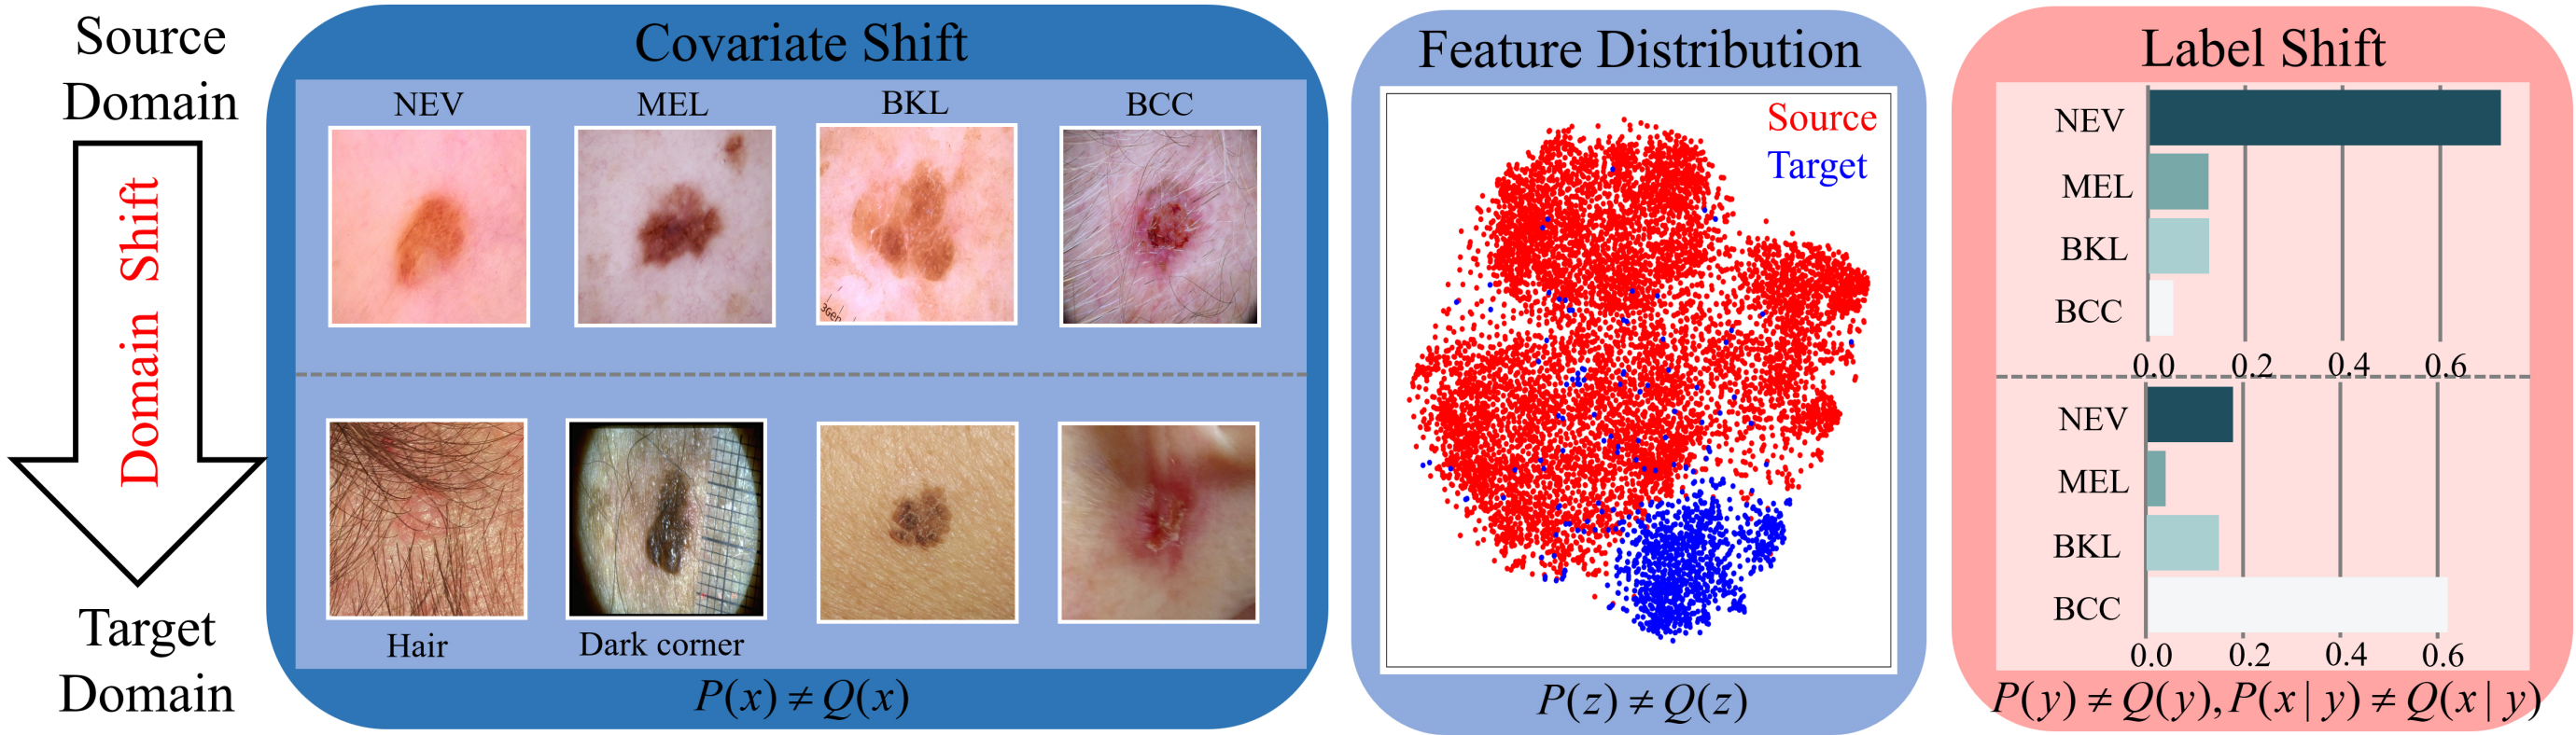 Source
Domain
Domain Shift
Target
Domain
Covariate Shift
NEV MEL BKL BCC
3Gen
Hair Dark corner
P(x) ≠ Q(x)
Feature Distribution
Source
Target
P(z) ≠ Q(z)
Label Shift
NEV
MEL
BKL
BCC
0.0 0.2 0.4 0.6
NEV
MEL
BKL
BCC
0.0 0.2 0.4 0.6
P(y) ≠ Q(y), P(x | y) ≠ Q(x | y)